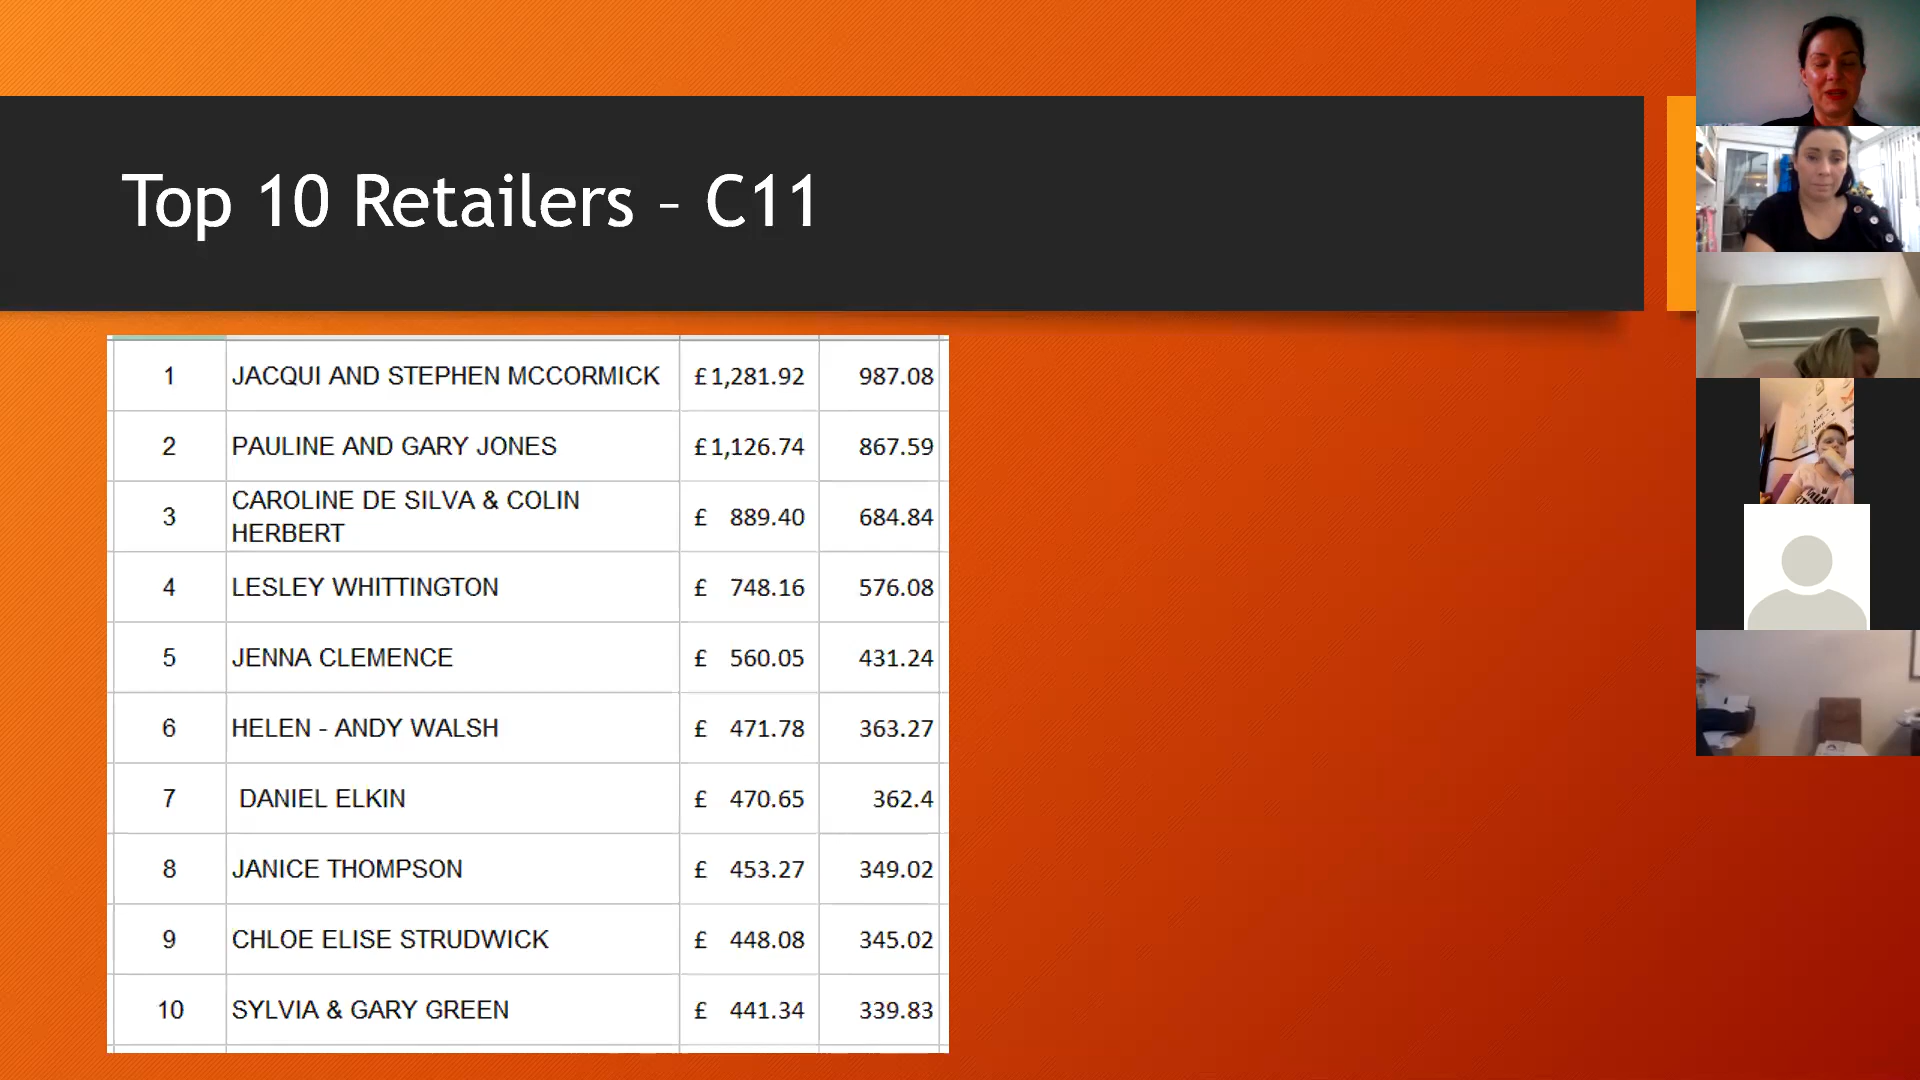 Top 10 Retailers – C11
1 JACQUI AND STEPHEN MCCORMICK £1,281.92 987.08
2 PAULINE AND GARY JONES £1,126.74 867.59
3 CAROLINE DE SILVA & COLIN HERBERT £ 889.40 684.84
4 LESLEY WHITTINGTON £ 748.16 576.08
5 JENNA CLEMENCE £ 560.05 431.24
6 HELEN - ANDY WALSH £ 471.78 363.27
7 DANIEL ELKIN £ 470.65 362.4
8 JANICE THOMPSON £ 453.27 349.02
9 CHLOE ELISE STRUDWICK £ 448.08 345.02
10 SYLVIA & GARY GREEN £ 441.34 339.83